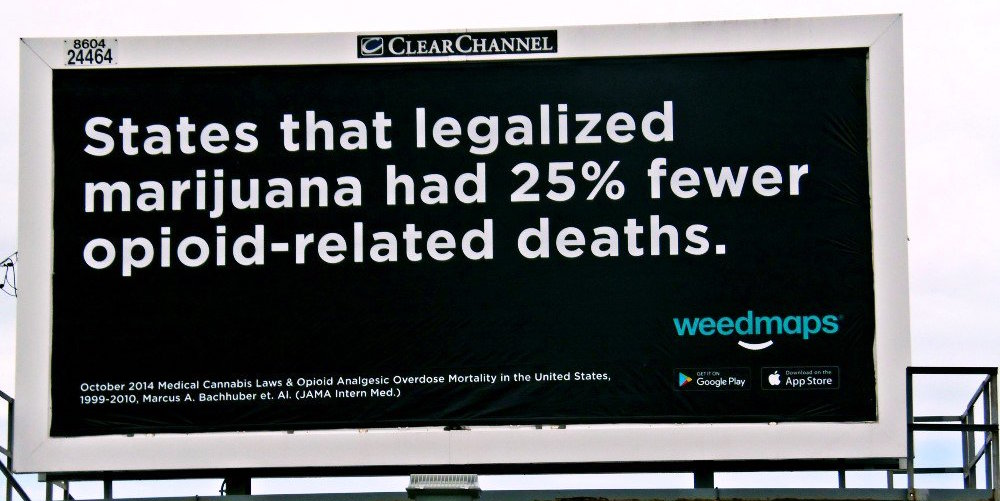 8604
24464
CLEARCHANNEL
States that legalized
marijuana had 25% fewer
opioid-related deaths.
weedmaps
October 2014 Medical Cannabis Laws & Opioid Analgesic Overdose Mortality in the United States,
1999-2010, Marcus A. Bachhuber et. Al. (JAMA Intern Med.)
GET IT ON
Google Play
Download on the
App Store